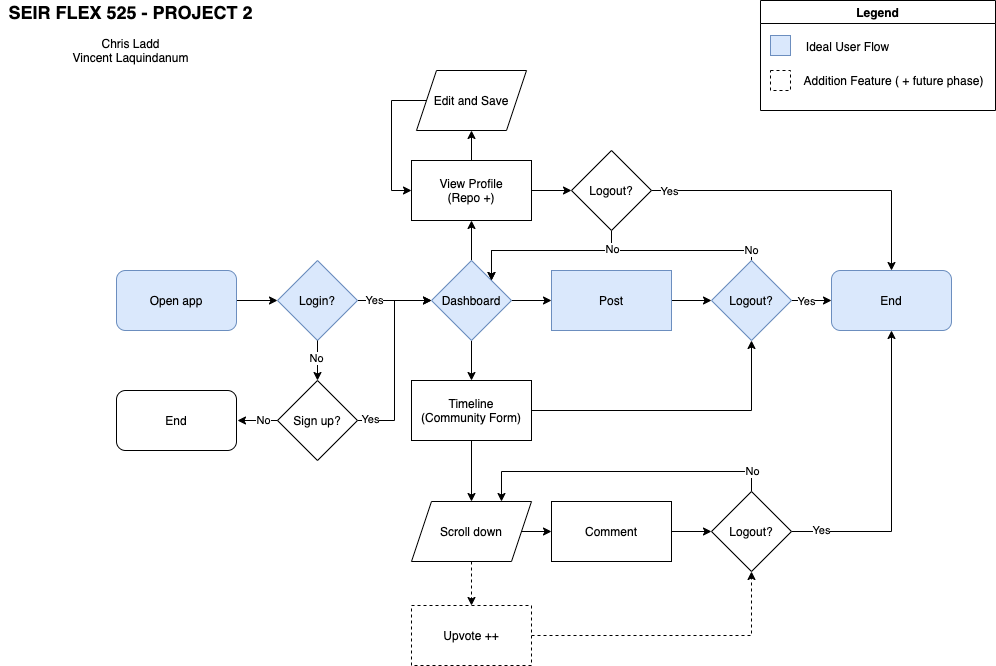 SEIR FLEX 525 - PROJECT 2
Chris Ladd
Vincent Laquindanum
Legend
Ideal User Flow
Addition Feature ( + future phase)
Edit and Save
View Profile
(Repo +)
Logout?
Yes
No
No
Open app
Login?
Yes
Dashboard
Post
Logout?
Yes
End
No
End
No
Sign up?
Yes
Timeline
(Community Form)
No
Scroll down
Comment
Logout?
Yes
Upvote ++